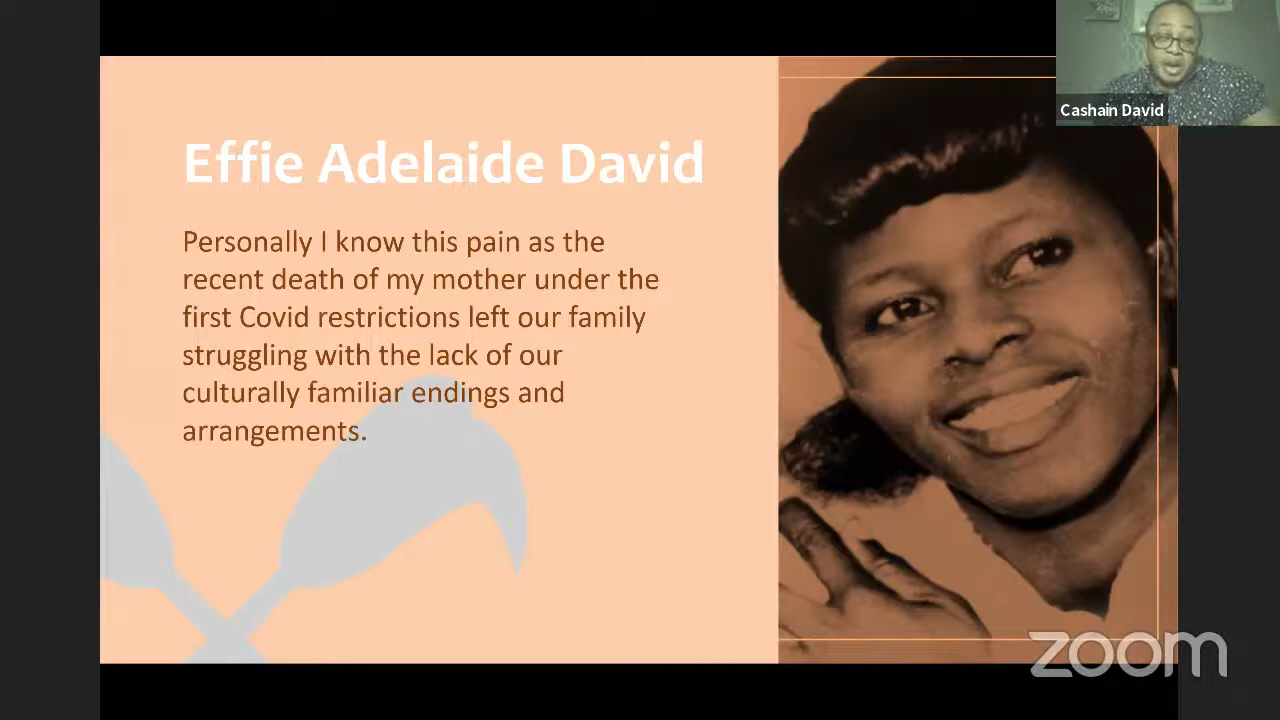 Cashain David
Effie Adelaide David
Personally I know this pain as the
recent death of my mother under the
first Covid restrictions left our family
struggling with the lack of our
culturally familiar endings and
arrangements.
zoom